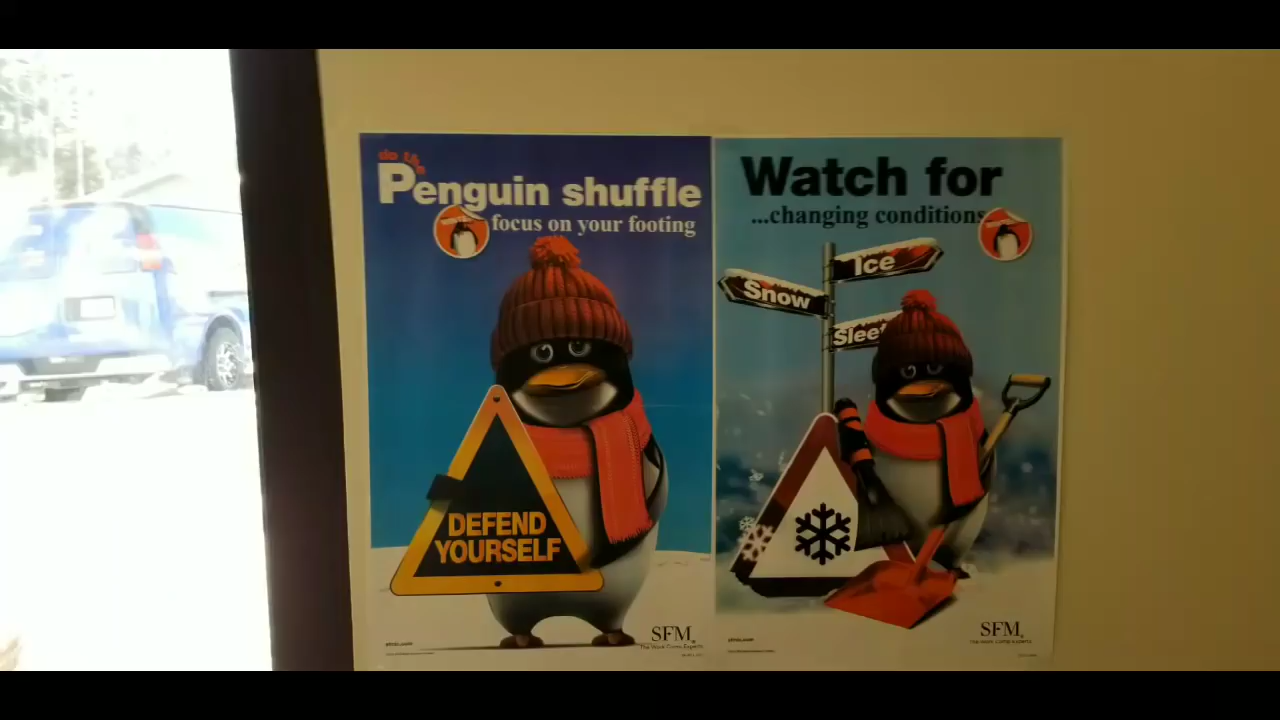 do the
Penguin shuffle
focus on your footing
DEFEND
YOURSELF
SFM
The Work Comp Experts
Watch for
...changing conditions
Ice
Snow
Sleet
SFM
The Work Comp Experts